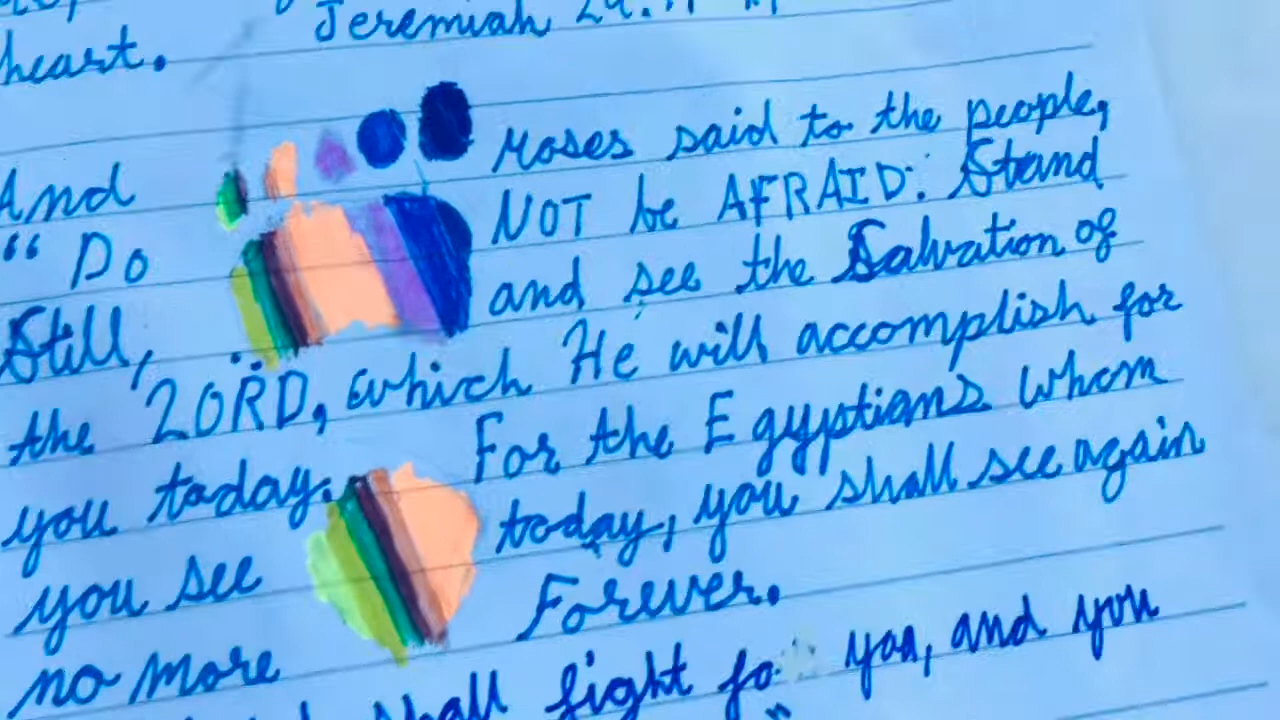 heart.
Jeremiah
And Moses said to the people,
“ Do NOT be AFRAID: Stand
Still, and see the Salvation of
the LORD, which He will accomplish for
you today. For the Egyptians whom
you see today, you shall see again
no more Forever.
shall fight for you, and you